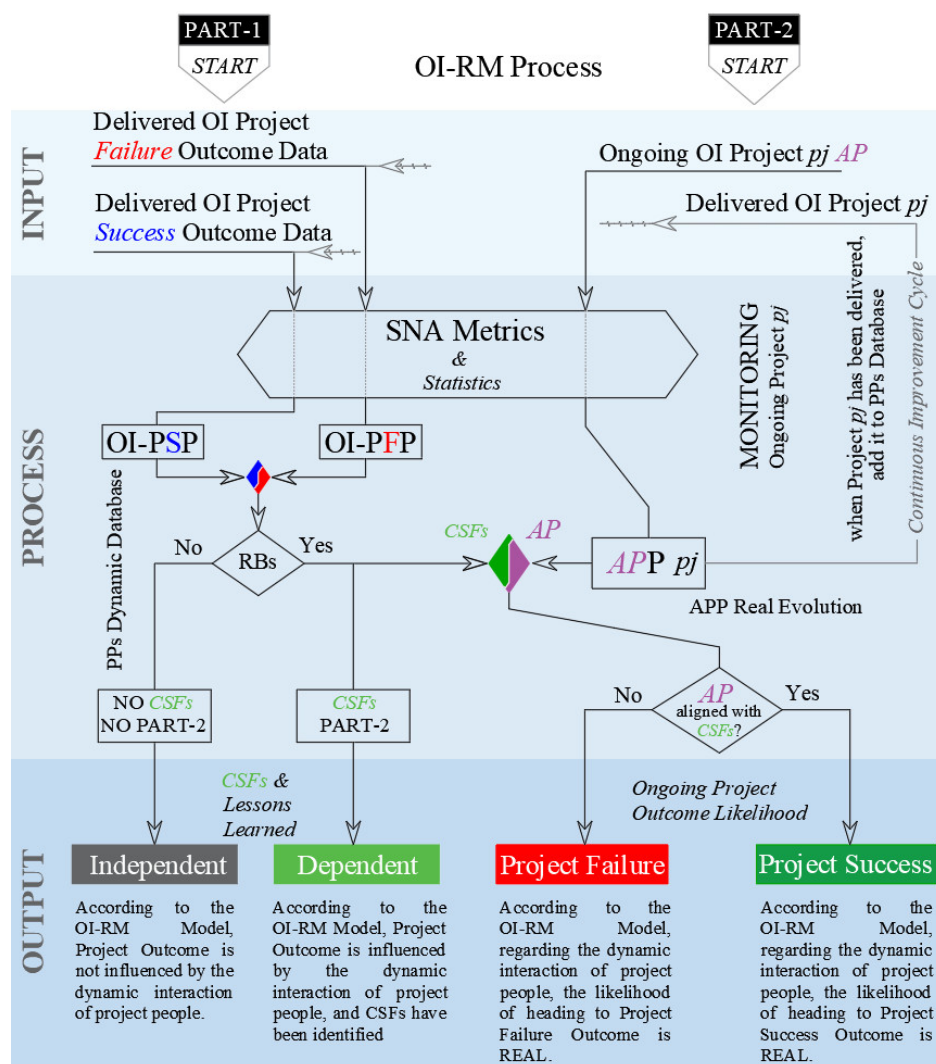 PART-1
START
OI-RM Process
PART-2
START
INPUT
Delivered OI Project
Failure Outcome Data
Delivered OI Project
Success Outcome Data
Ongoing OI Project pj AP
Delivered OI Project pj
PROCESS
SNA Metrics
&
Statistics
MONITORING
Ongoing Project pj
when Project pj has been delivered,
add it to PPs Database
Continuous Improvement Cycle
OI-PSP
OI-PFP
PPs Dynamic Database
No
RBs
Yes
CSFs
AP
APP pj
APP Real Evolution
NO CSFs
NO PART-2
CSFs
PART-2
No
AP
aligned with
CSFs?
Yes
OUTPUT
CSFs &
Lessons
Learned
Ongoing Project
Outcome Likelihood
Independent
According to the
OI-RM Model,
Project Outcome is
not influenced by the
dynamic interaction
of project people.
Dependent
According to the
OI-RM Model, Project
Outcome is influenced
by the dynamic
interaction of project
people, and CSFs have
been identified
Project Failure
According to the
OI-RM Model,
regarding the dynamic
interaction of project
people, the likelihood
of heading to Project
Failure Outcome is
REAL.
Project Success
According to the
OI-RM Model,
regarding the dynamic
interaction of project
people, the likelihood
of heading to Project
Success Outcome is
REAL.